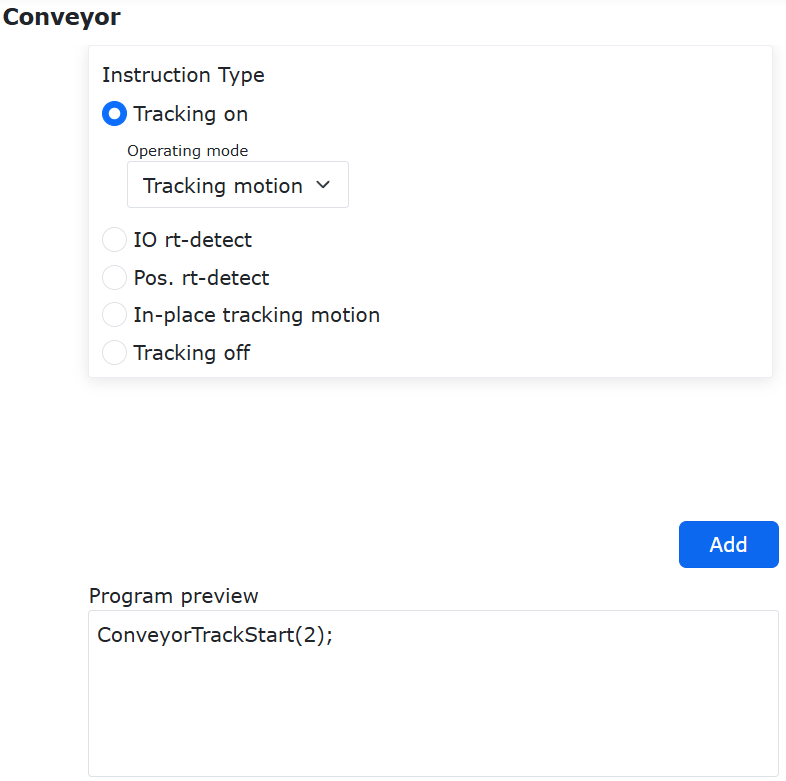 Conveyor
Instruction Type
Tracking on
Operating mode
Tracking motion
IO rt-detect
Pos. rt-detect
In-place tracking motion
Tracking off
Add
Program preview
ConveyorTrackStart(2);